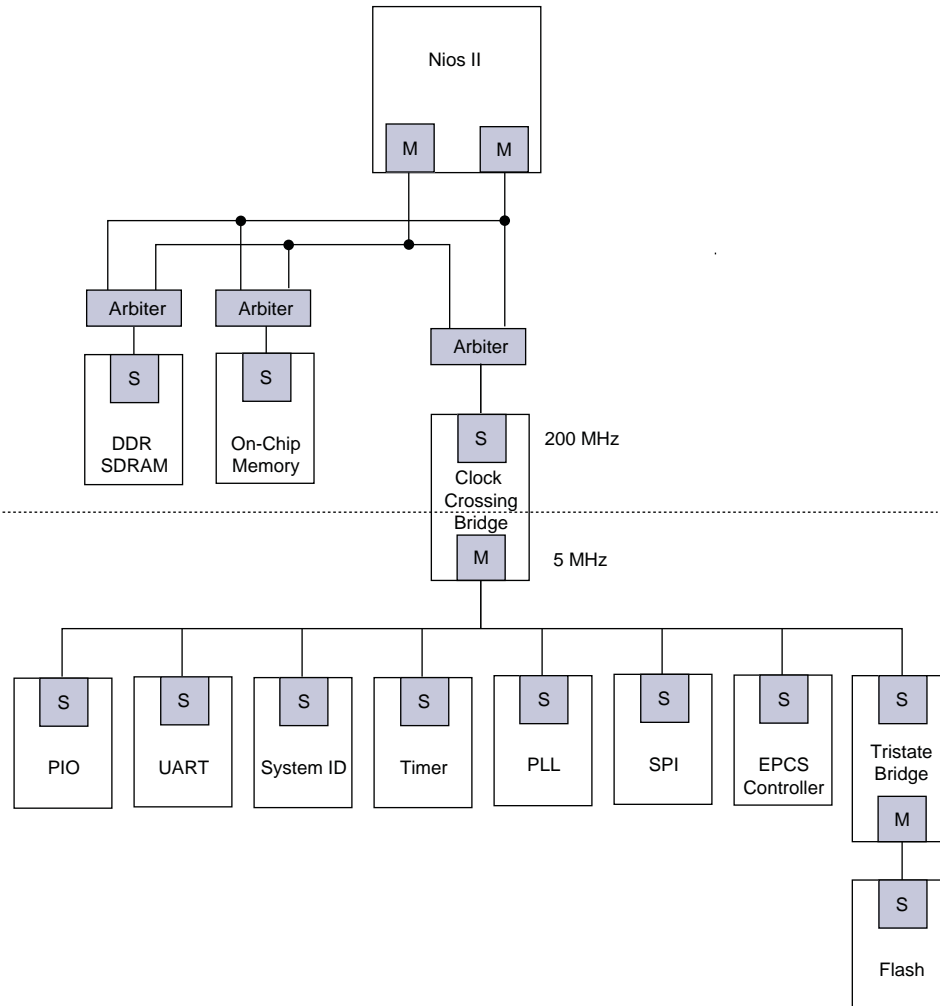 Nios II
M
M
Arbiter
Arbiter
Arbiter
S
S
DDR
SDRAM
On-Chip
Memory
S
200 MHz
Clock
Crossing
Bridge
M
5 MHz
S
S
S
S
S
S
S
S
PIO
UART
System ID
Timer
PLL
SPI
EPCS
Controller
Tristate
Bridge
M
S
Flash